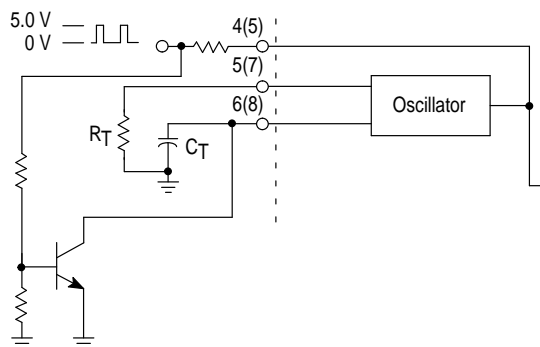 5.0 V
0 V
4(5)
5(7)
6(8)
Oscillator
RT
CT